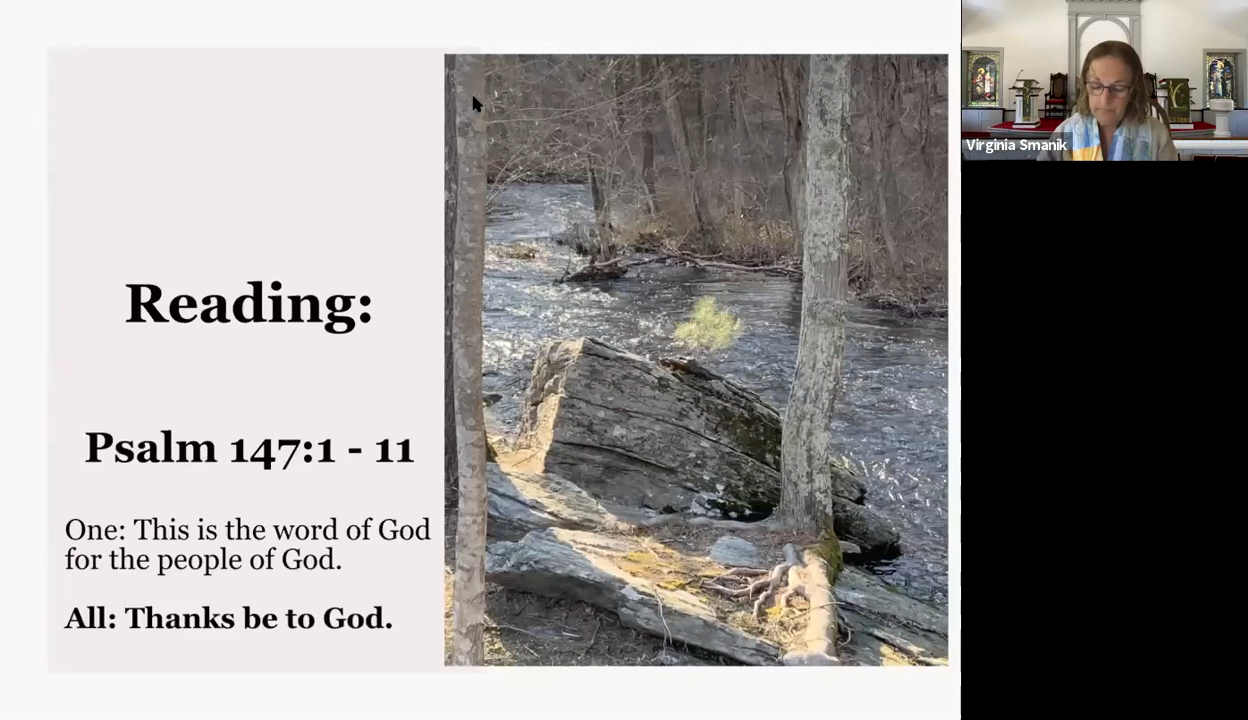 Reading:
Psalm 147:1 - 11
One: This is the word of God
for the people of God.
All: Thanks be to God.
Virginia Smanik